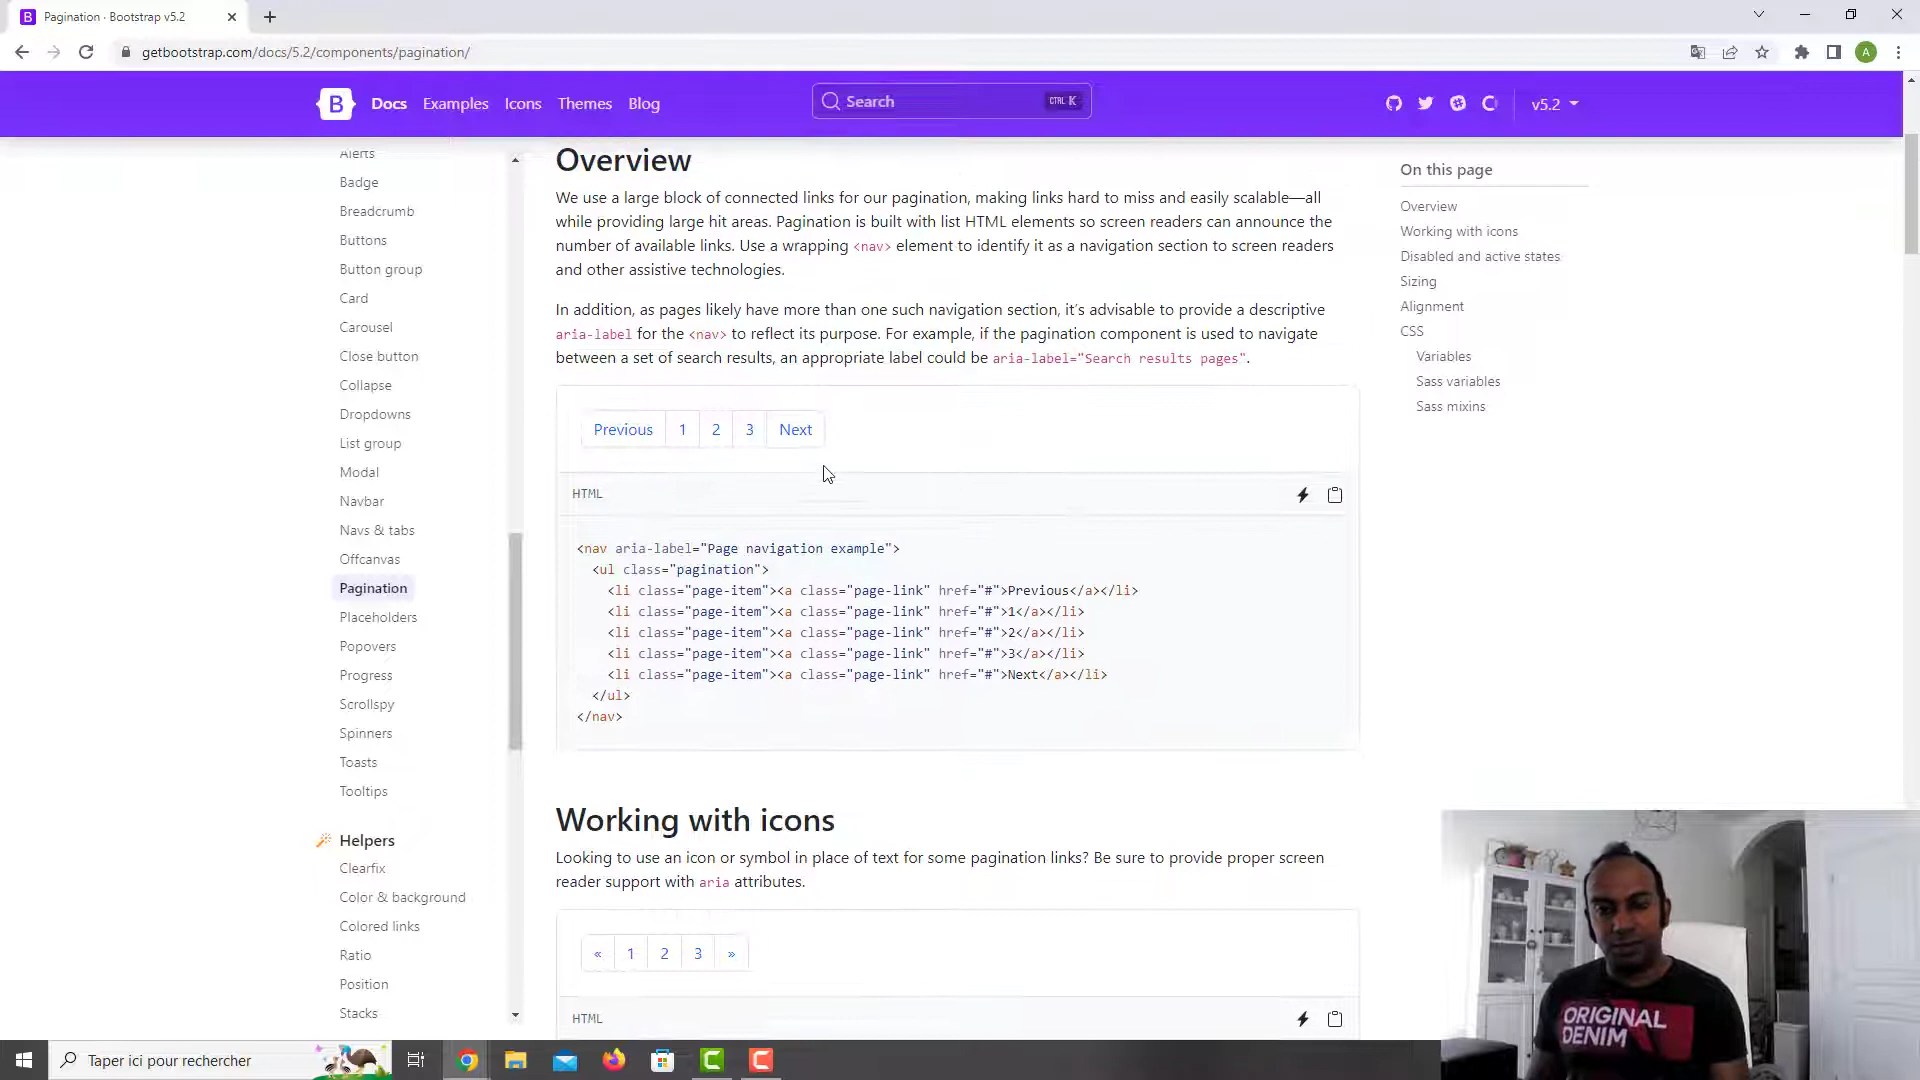 Pagination · Bootstrap v5.2
getbootstrap.com/docs/5.2/components/pagination/
A
B
Docs
Examples
Icons
Themes
Blog
Search
CTRL K
v5.2
Alerts
Badge
Breadcrumb
Buttons
Button group
Card
Carousel
Close button
Collapse
Dropdowns
List group
Modal
Navbar
Navs & tabs
Offcanvas
Pagination
Placeholders
Popovers
Progress
Scrollspy
Spinners
Toasts
Tooltips
Helpers
Clearfix
Color & background
Colored links
Ratio
Position
Stacks
Overview
We use a large block of connected links for our pagination, making links hard to miss and easily scalable—all
while providing large hit areas. Pagination is built with list HTML elements so screen readers can announce the
number of available links. Use a wrapping <nav> element to identify it as a navigation section to screen readers
and other assistive technologies.
In addition, as pages likely have more than one such navigation section, it's advisable to provide a descriptive
aria-label for the <nav> to reflect its purpose. For example, if the pagination component is used to navigate
between a set of search results, an appropriate label could be aria-label="Search results pages".
Previous 1 2 3 Next
HTML
<nav aria-label="Page navigation example">
<ul class="pagination">
<li class="page-item"><a class="page-link" href="#">Previous</a></li>
<li class="page-item"><a class="page-link" href="#">1</a></li>
<li class="page-item"><a class="page-link" href="#">2</a></li>
<li class="page-item"><a class="page-link" href="#">3</a></li>
<li class="page-item"><a class="page-link" href="#">Next</a></li>
</ul>
</nav>
Working with icons
Looking to use an icon or symbol in place of text for some pagination links? Be sure to provide proper screen
reader support with aria attributes.
« 1 2 3 »
HTML
On this page
Overview
Working with icons
Disabled and active states
Sizing
Alignment
CSS
Variables
Sass variables
Sass mixins
ORIGINAL
DENIM
Taper ici pour rechercher